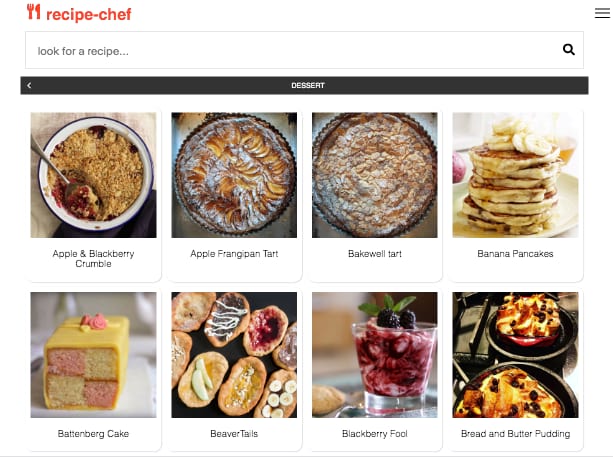 recipe-chef
look for a recipe...
DESSERT
Apple & Blackberry
Crumble
Apple Frangipan Tart
Bakewell tart
Banana Pancakes
Battenberg Cake
BeaverTails
Blackberry Fool
Bread and Butter Pudding